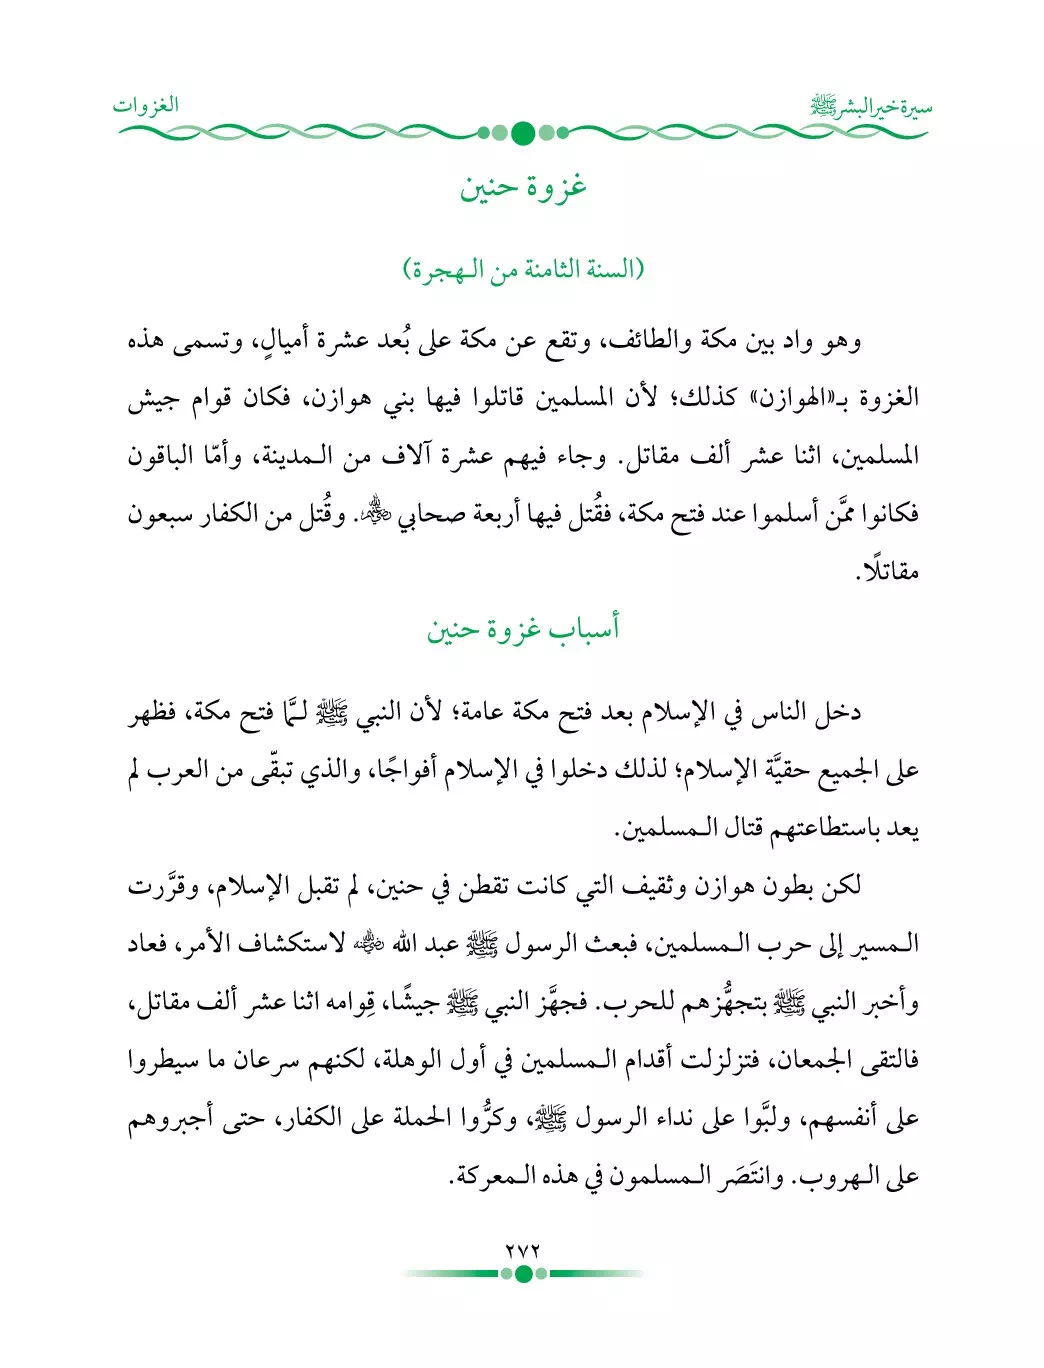 سيرة خير البشر ﷺ
الغزوات
غزوة حنين
(السنة الثامنة من الـهجرة)
وهو واد بين مكة والطائف، وتقع عن مكة على بُعد عشرة أميالٍ، وتسمى هذه
الغزوة بـ«الهوازن» كذلك؛ لأن المسلمين قاتلوا فيها بني هوازن، فكان قوام جيش
المسلمين، اثنا عشر ألف مقاتل. وجاء فيهم عشرة آلاف من الـمدينة، وأمّا الباقون
فكانوا ممَّن أسلموا عند فتح مكة، فقُتل فيها أربعة صحابي رضي الله عنهم. وقُتل من الكفار سبعون
مقاتلًا.
أسباب غزوة حنين
دخل الناس في الإسلام بعد فتح مكة عامة؛ لأن النبي ﷺ لـمَّا فتح مكة، فظهر
على الجميع حقيَّة الإسلام؛ لذلك دخلوا في الإسلام أفواجًا، والذي تبقّى من العرب لم
يعد باستطاعتهم قتال الـمسلمين.
لكن بطون هوازن وثقيف التي كانت تقطن في حنين، لم تقبل الإسلام، وقرَّرت
الـمسير إلى حرب الـمسلمين، فبعث الرسول ﷺ عبد الله رضي الله عنه لاستكشاف الأمر، فعاد
وأخبر النبي ﷺ بتجهُّزهم للحرب. فجهَّز النبي ﷺ جيشًا، قِوامه اثنا عشر ألف مقاتل،
فالتقى الجمعان، فتزلزلت أقدام الـمسلمين في أول الوهلة، لكنهم سرعان ما سيطروا
على أنفسهم، ولبَّوا على نداء الرسول ﷺ، وكرُّوا الحملة على الكفار، حتى أجبروهم
على الـهروب. وانتَصَر الـمسلمون في هذه الـمعركة.
٢٧٢